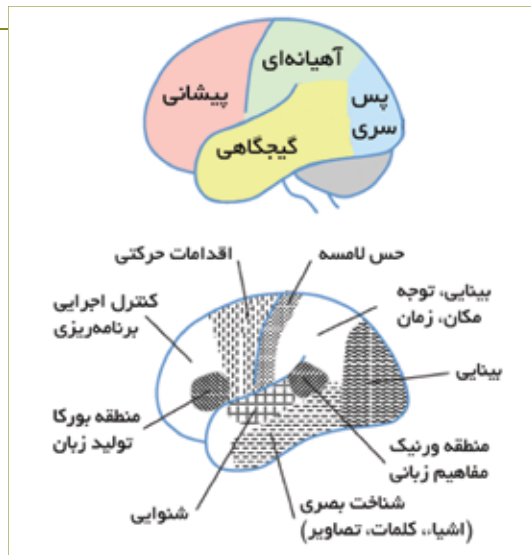 آهیانه‌ای
پیشانی
پس
سری
گیجگاهی
حس لامسه
اقدامات حرکتی
بینایی، توجه
مکان، زمان
کنترل اجرایی
برنامه‌ریزی
بینایی
منطقه بورکا
تولید زبان
منطقه ورنیک
مفاهیم زبانی
شنوایی
شناخت بصری
(اشیا،، کلمات، تصاویر)